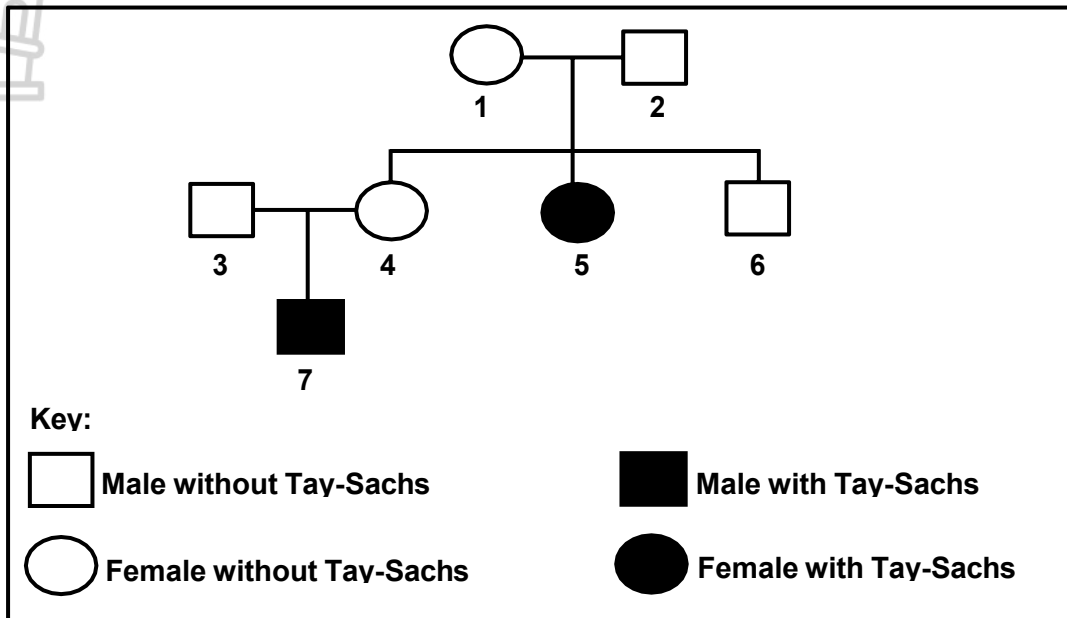 1
2
3
4
5
6
7
Key:
Male without Tay-Sachs
Male with Tay-Sachs
Female without Tay-Sachs
Female with Tay-Sachs